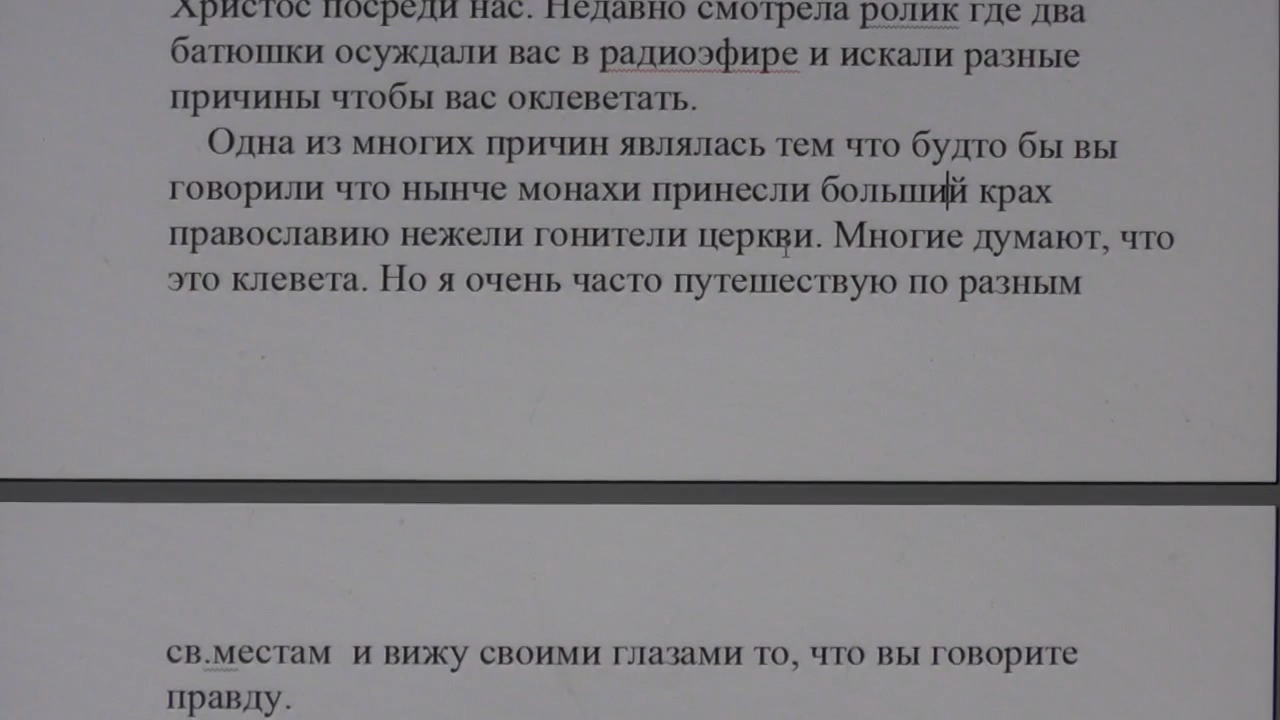 Христос посреди нас. Недавно смотрела ролик где два
батюшки осуждали вас в радиоэфире и искали разные
причины чтобы вас оклеветать.
Одна из многих причин являлась тем что будто бы вы
говорили что нынче монахи принесли больший крах
православию нежели гонители церкви. Многие думают, что
это клевета. Но я очень часто путешествую по разным
св.местам и вижу своими глазами то, что вы говорите
правду.